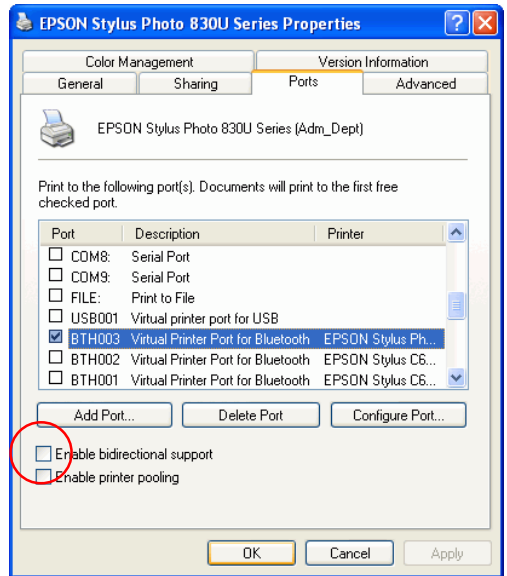 EPSON Stylus Photo 830U Series Properties
Color Management Version Information
General Sharing Ports Advanced
EPSON Stylus Photo 830U Series (Adm_Dept)
Print to the following port(s). Documents will print to the first free
checked port.
Port Description Printer
COM8: Serial Port
COM9: Serial Port
FILE: Print to File
USB001 Virtual printer port for USB
BTH003 Virtual Printer Port for Bluetooth EPSON Stylus Ph...
BTH002 Virtual Printer Port for Bluetooth EPSON Stylus C6...
BTH001 Virtual Printer Port for Bluetooth EPSON Stylus C6...
Add Port... Delete Port Configure Port...
Enable bidirectional support
Enable printer pooling
OK Cancel Apply